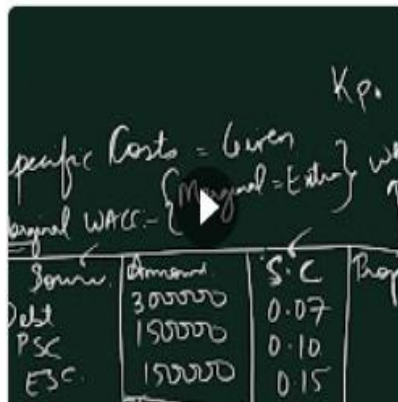 Kp.
pecific Costs = Given
{Marginal = Extra} w
arginal WACC:-
Sourc. Amount. S.C Prop
Debt 300000 0.07
PSC 150000 0.10
ESC. 150000 0.15